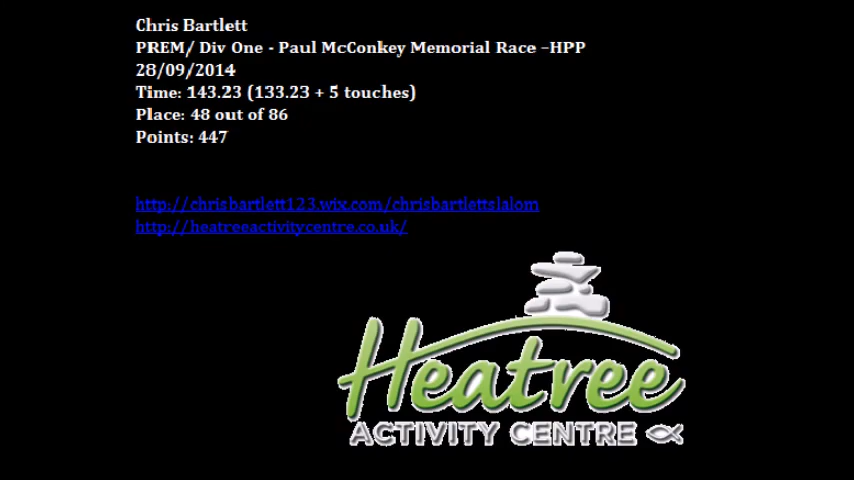 Chris Bartlett
PREM/ Div One - Paul McConkey Memorial Race –HPP
28/09/2014
Time: 143.23 (133.23 + 5 touches)
Place: 48 out of 86
Points: 447
http://chrisbartlett123.wix.com/chrisbartlettslalom
http://heatreeactivitycentre.co.uk/
Heatree
ACTIVITY CENTRE